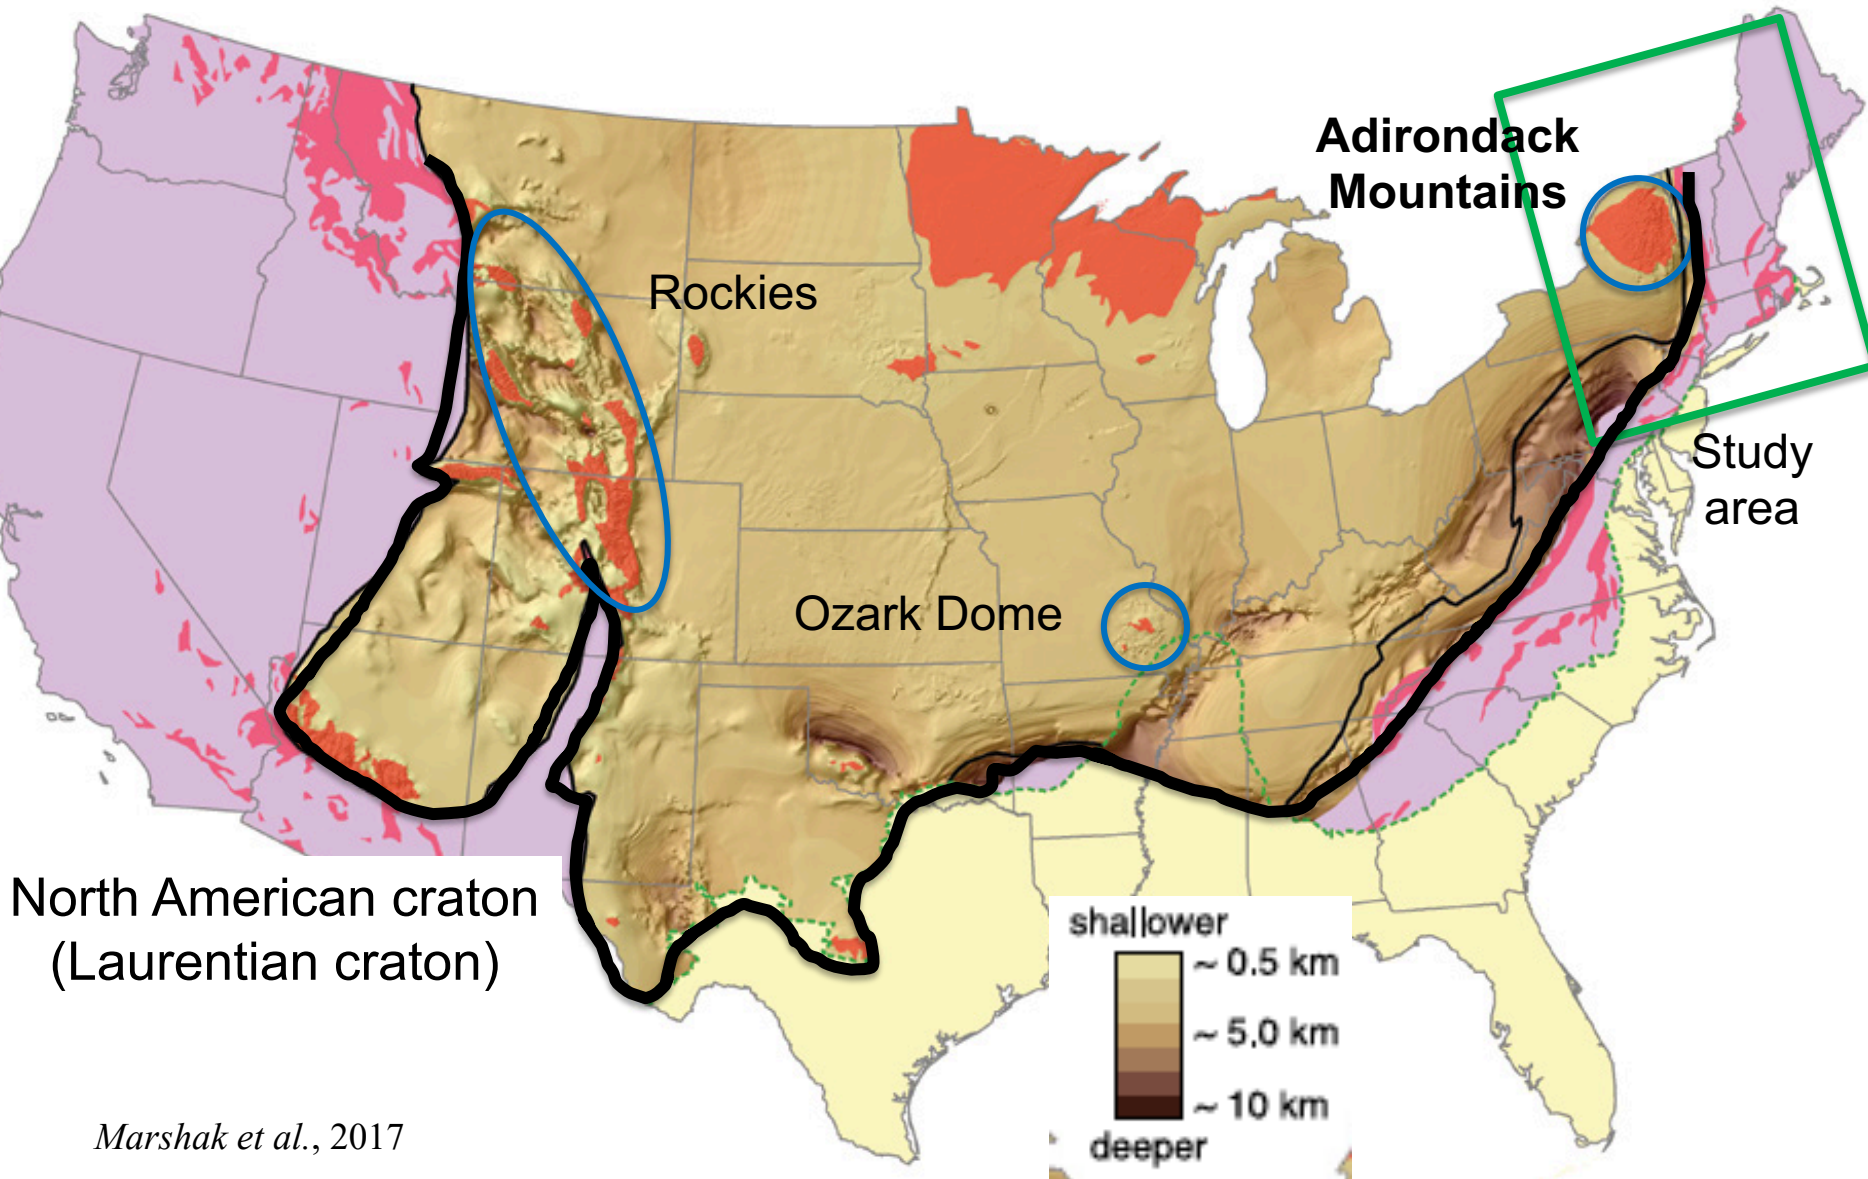 Adirondack
Mountains
Rockies
Study
area
Ozark Dome
North American craton
(Laurentian craton)
shallower
~ 0.5 km
~ 5.0 km
~ 10 km
deeper
Marshak et al., 2017